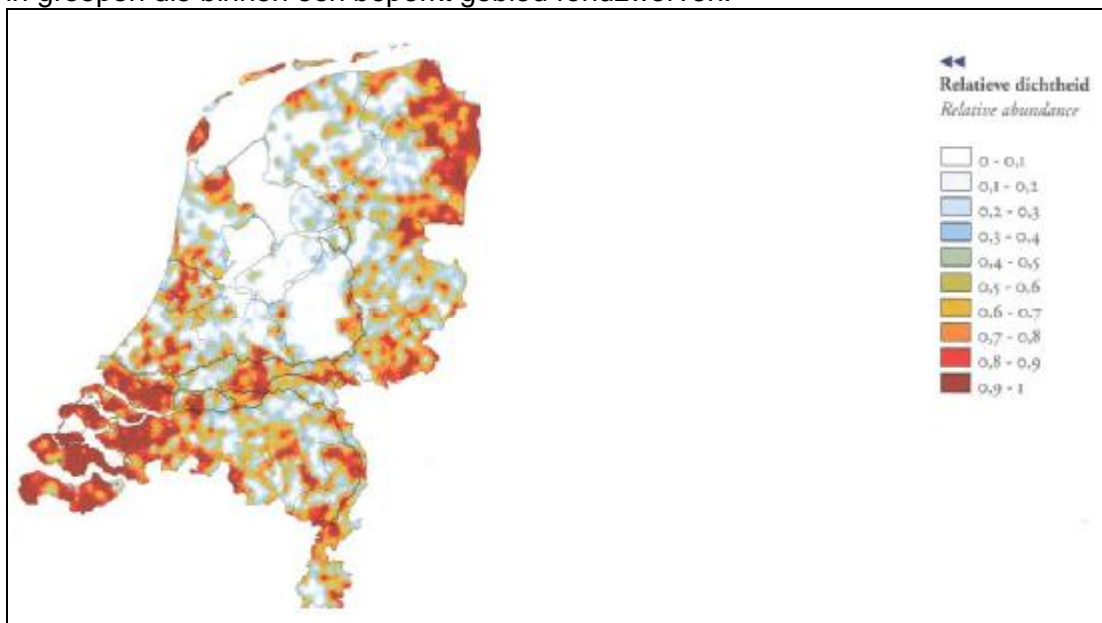 in groepen die binnen een beperkt gebied rondzwerven.
Relatieve dichtheid
Relative abundance
0 - 0,1
0,1 - 0,2
0,2 - 0,3
0,3 - 0,4
0,4 - 0,5
0,5 - 0,6
0,6 - 0,7
0,7 - 0,8
0,8 - 0,9
0,9 - 1